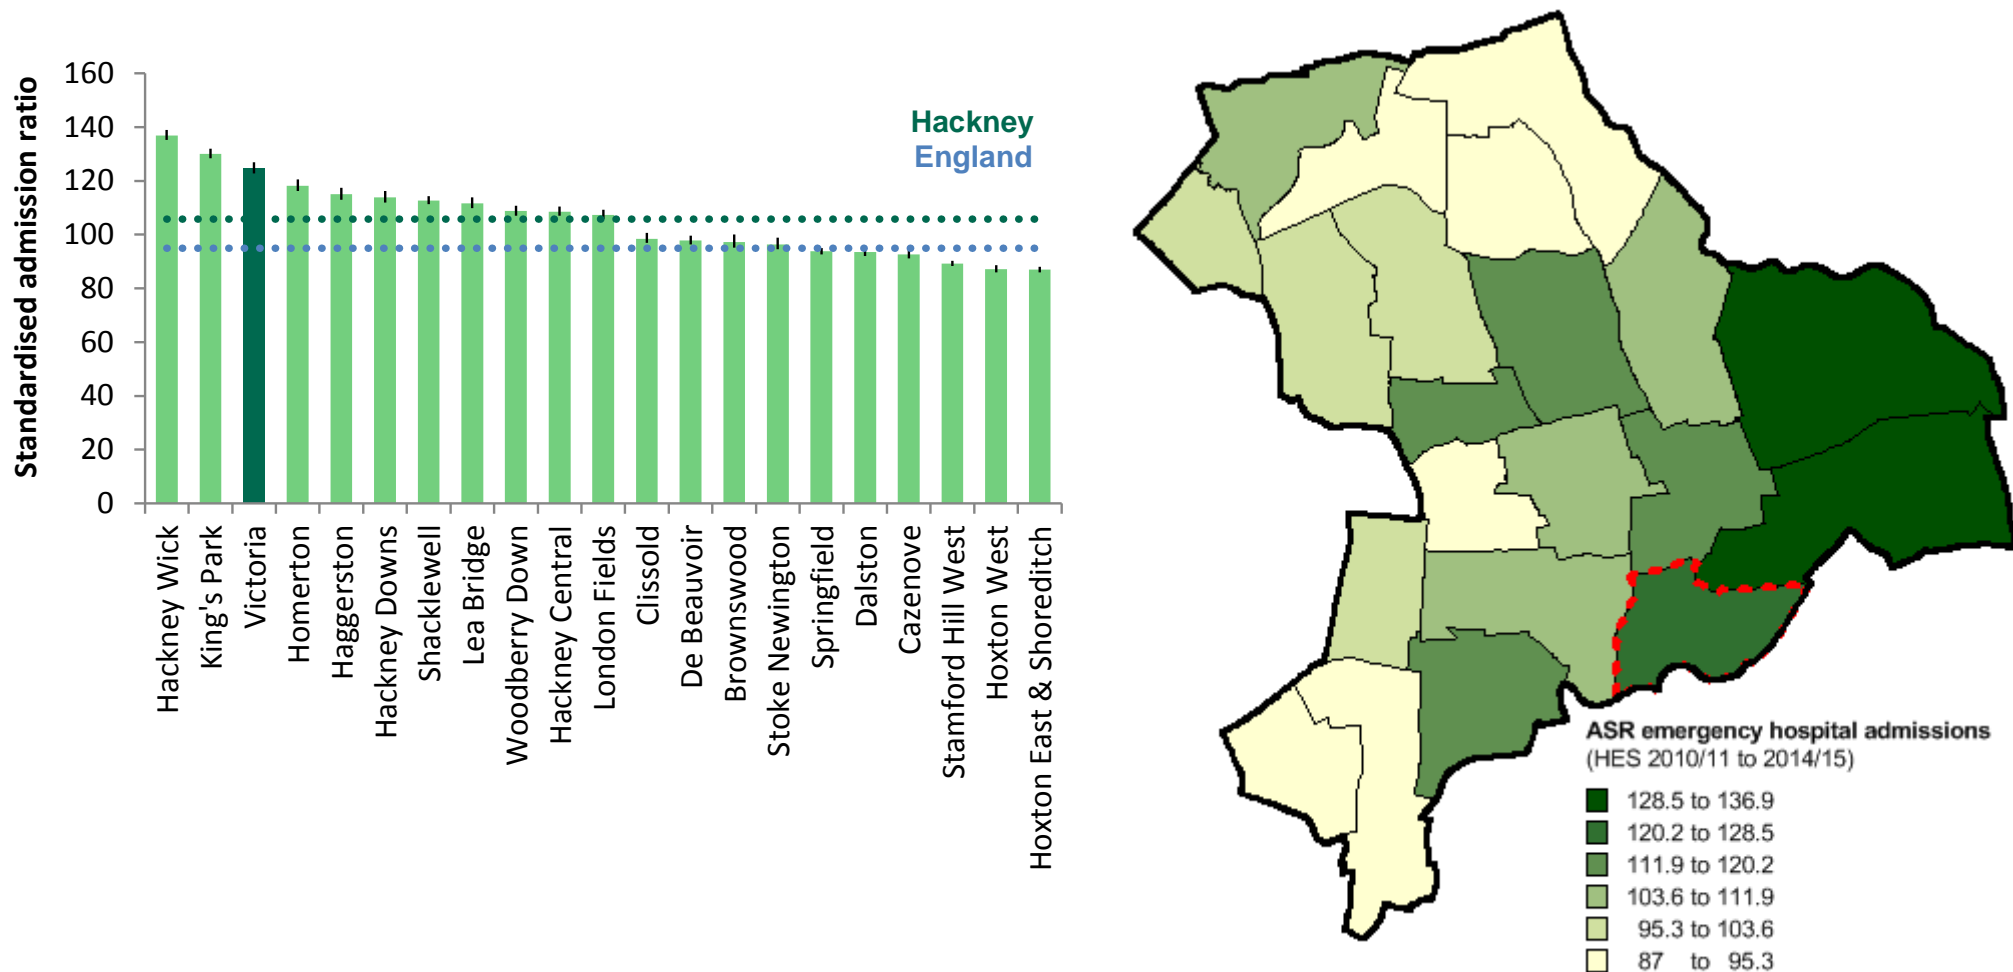 Standardised admission ratio
160
140
120
100
80
60
40
20
0
Hackney
England
Hackney Wick
King's Park
Victoria
Homerton
Haggerston
Hackney Downs
Shacklewell
Lea Bridge
Woodberry Down
Hackney Central
London Fields
Clissold
De Beauvoir
Brownswood
Stoke Newington
Springfield
Dalston
Cazenove
Stamford Hill West
Hoxton West
Hoxton East & Shoreditch
ASR emergency hospital admissions
(HES 2010/11 to 2014/15)
128.5 to 136.9
120.2 to 128.5
111.9 to 120.2
103.6 to 111.9
95.3 to 103.6
87 to 95.3